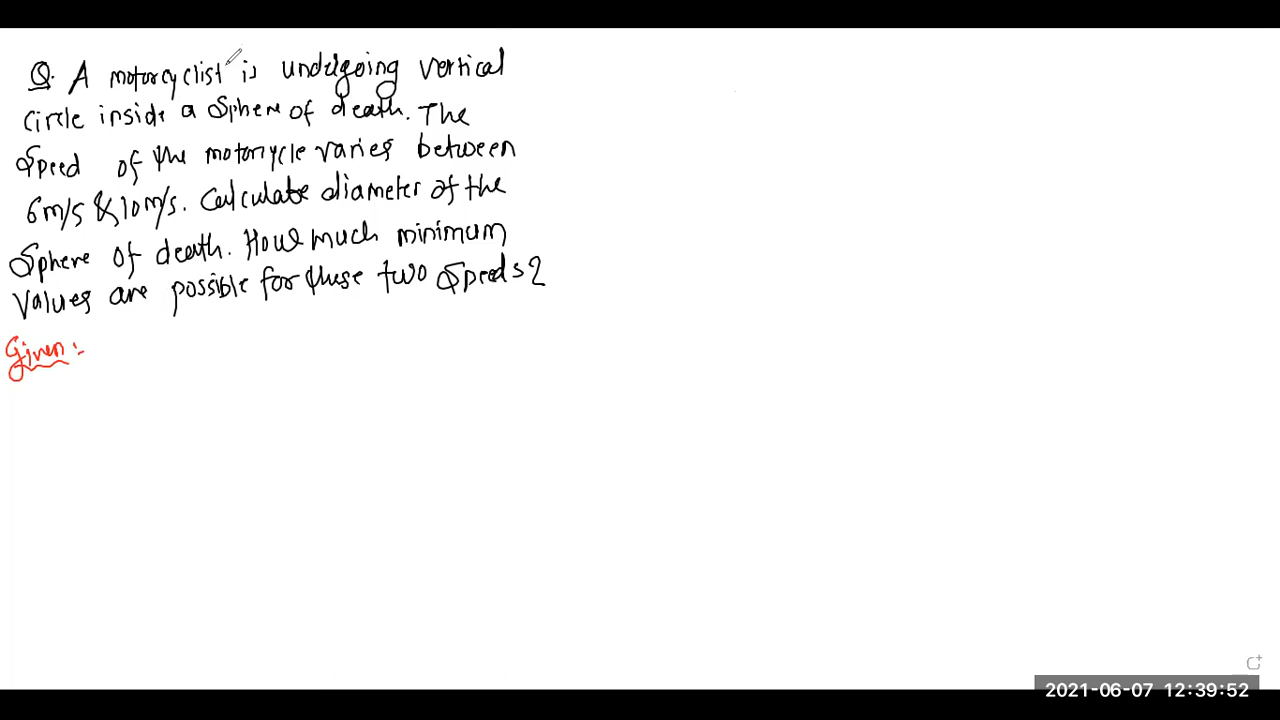 Q. A motorcyclist is undergoing vertical
circle inside a sphere of death. The
speed of the motorcycle varies between
6m/s & 10m/s. Calculate diameter of the
sphere of death. How much minimum
values are possible for these two speeds?
Given:
2021-06-07 12:39:52